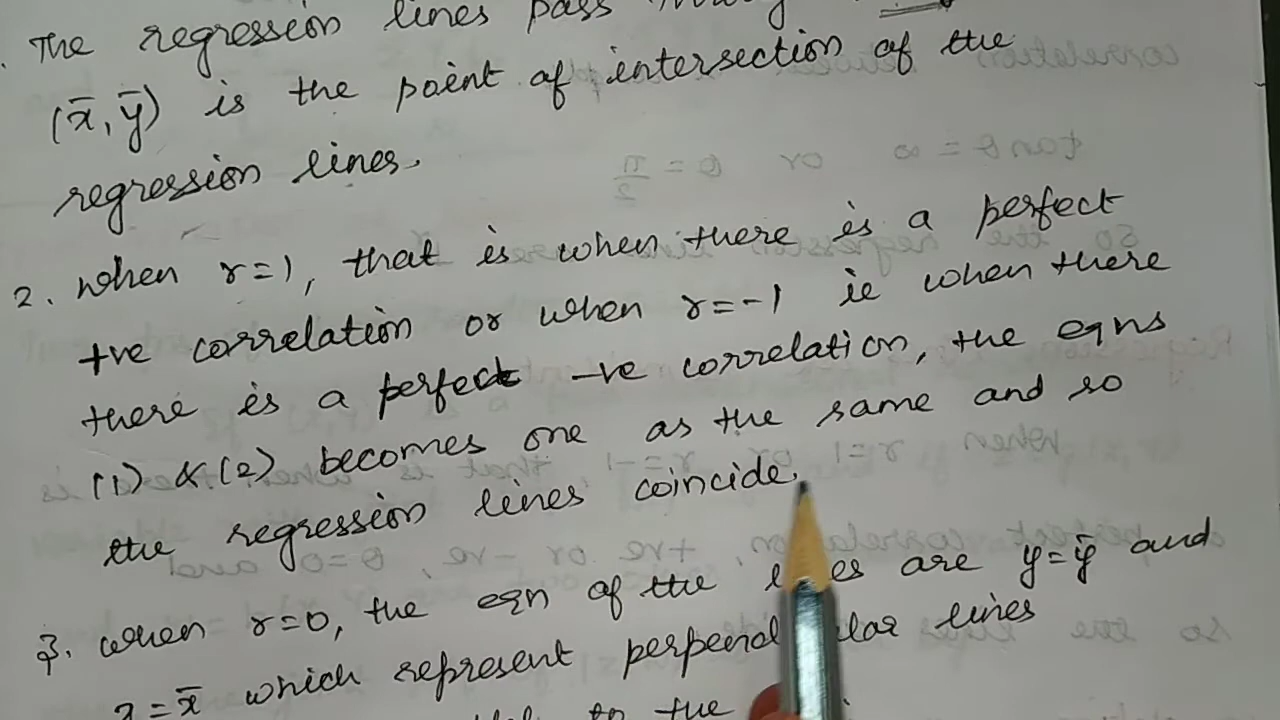 . The regression lines pass
(x̄, ȳ) is the point of intersection of the
regression lines.
2. when r=1, that is when there is a perfect
+ve correlation or when r=-1 ie when there
there is a perfect -ve correlation, the eqns
(1) & (2) becomes one as the same and so
the regression lines coincide.
3. when r=0, the eqn of the lines are y=ȳ and
x=x̄ which represent perpendicular lines
to the